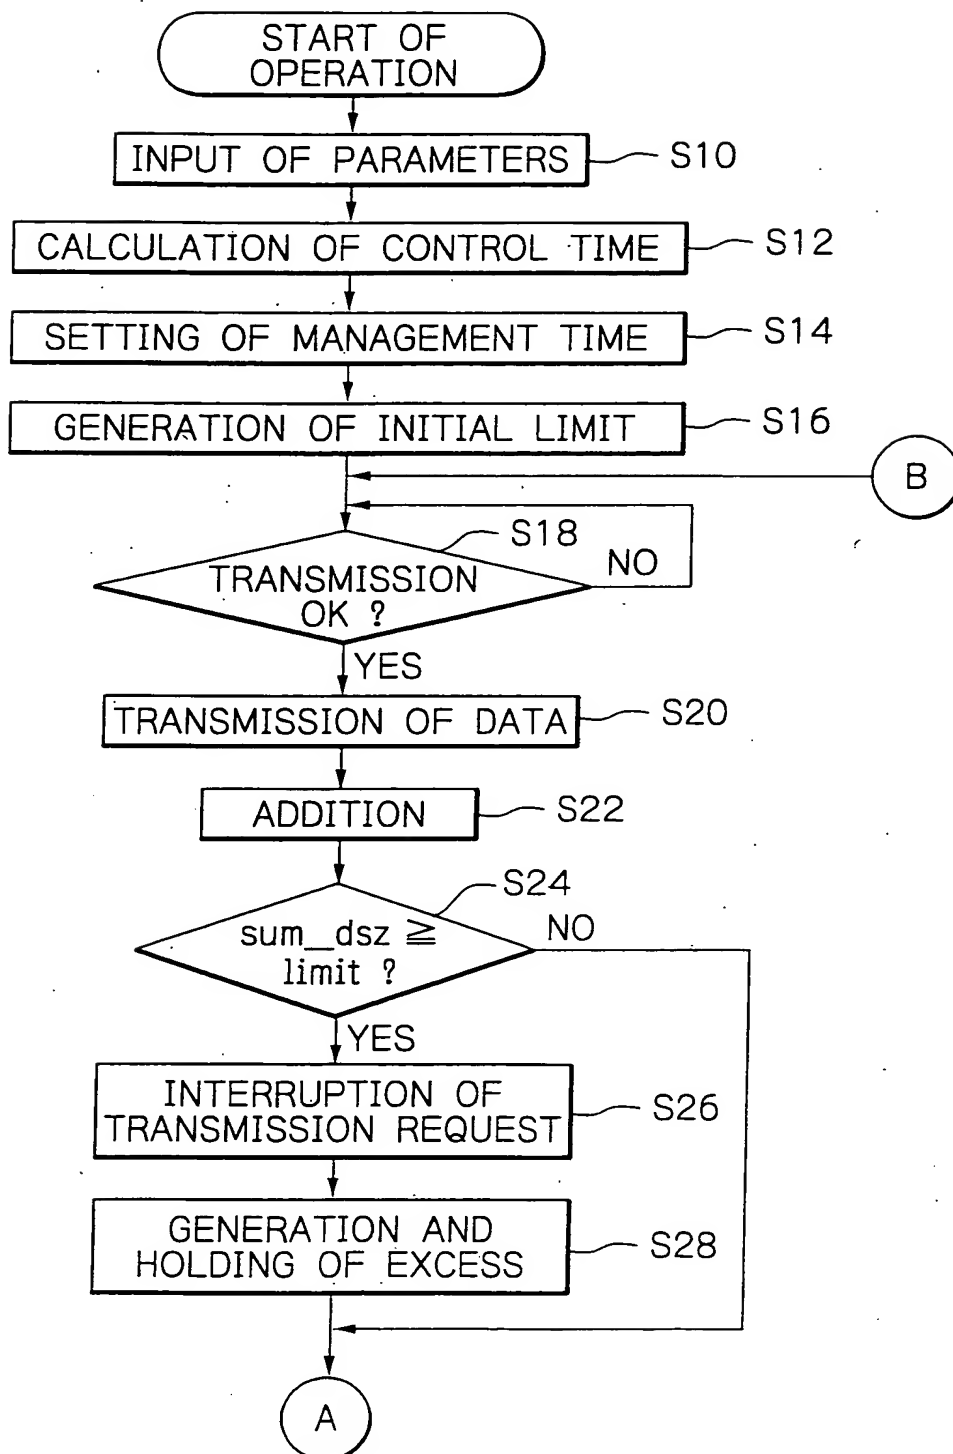 START OF
OPERATION
INPUT OF PARAMETERS
S10
CALCULATION OF CONTROL TIME
S12
SETTING OF MANAGEMENT TIME
S14
GENERATION OF INITIAL LIMIT
S16
B
S18
NO
TRANSMISSION
OK ?
YES
TRANSMISSION OF DATA
S20
ADDITION
S22
S24
NO
sum_dsz ≧
limit ?
YES
INTERRUPTION OF
TRANSMISSION REQUEST
S26
GENERATION AND
HOLDING OF EXCESS
S28
A